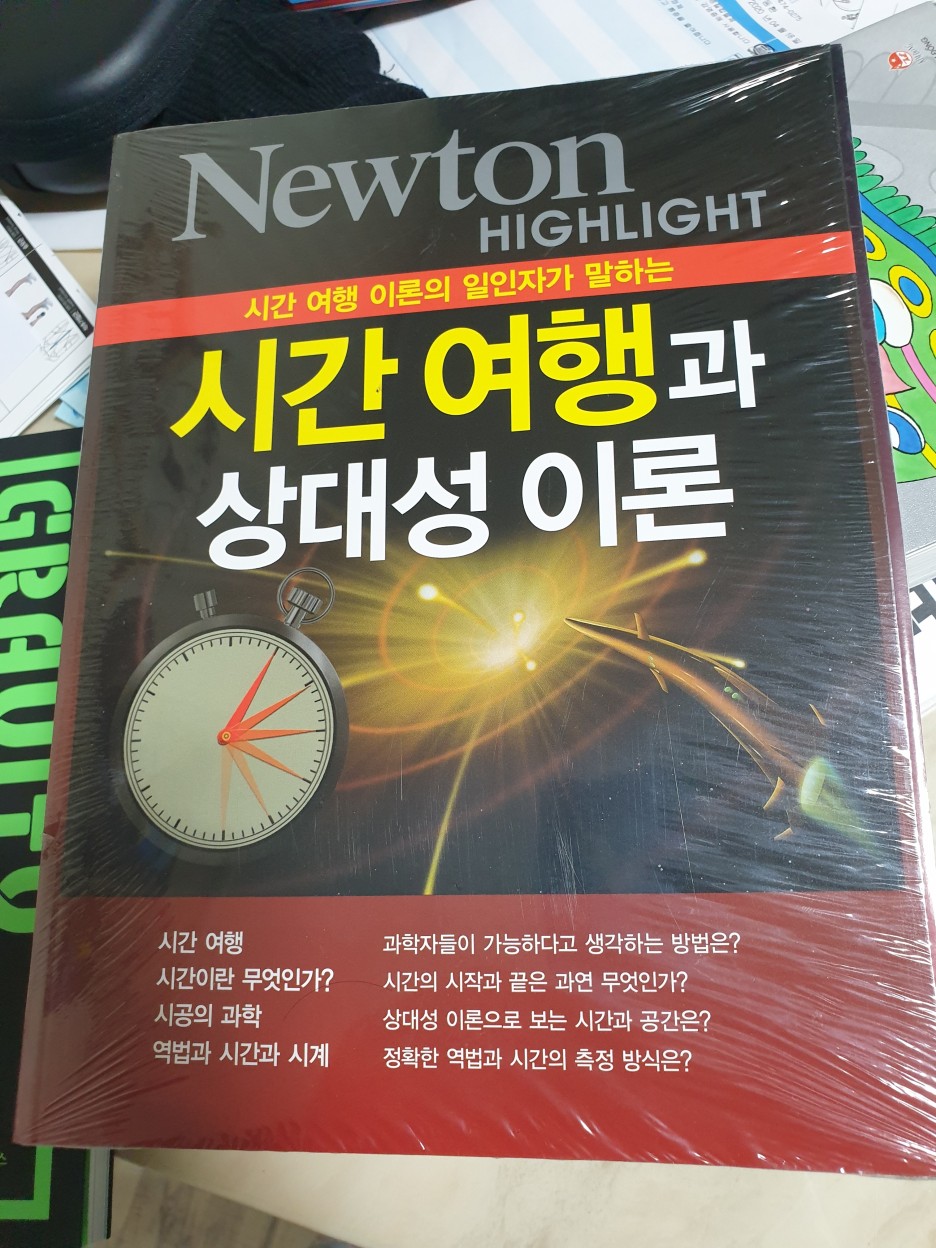 Newton
HIGHLIGHT
시간 여행 이론의 일인자가 말하는
시간 여행과
상대성 이론
시간 여행 과학자들이 가능하다고 생각하는 방법은?
시간이란 무엇인가? 시간의 시작과 끝은 과연 무엇인가?
시공의 과학 상대성 이론으로 보는 시간과 공간은?
역법과 시간과 시계 정확한 역법과 시간의 측정 방식은?